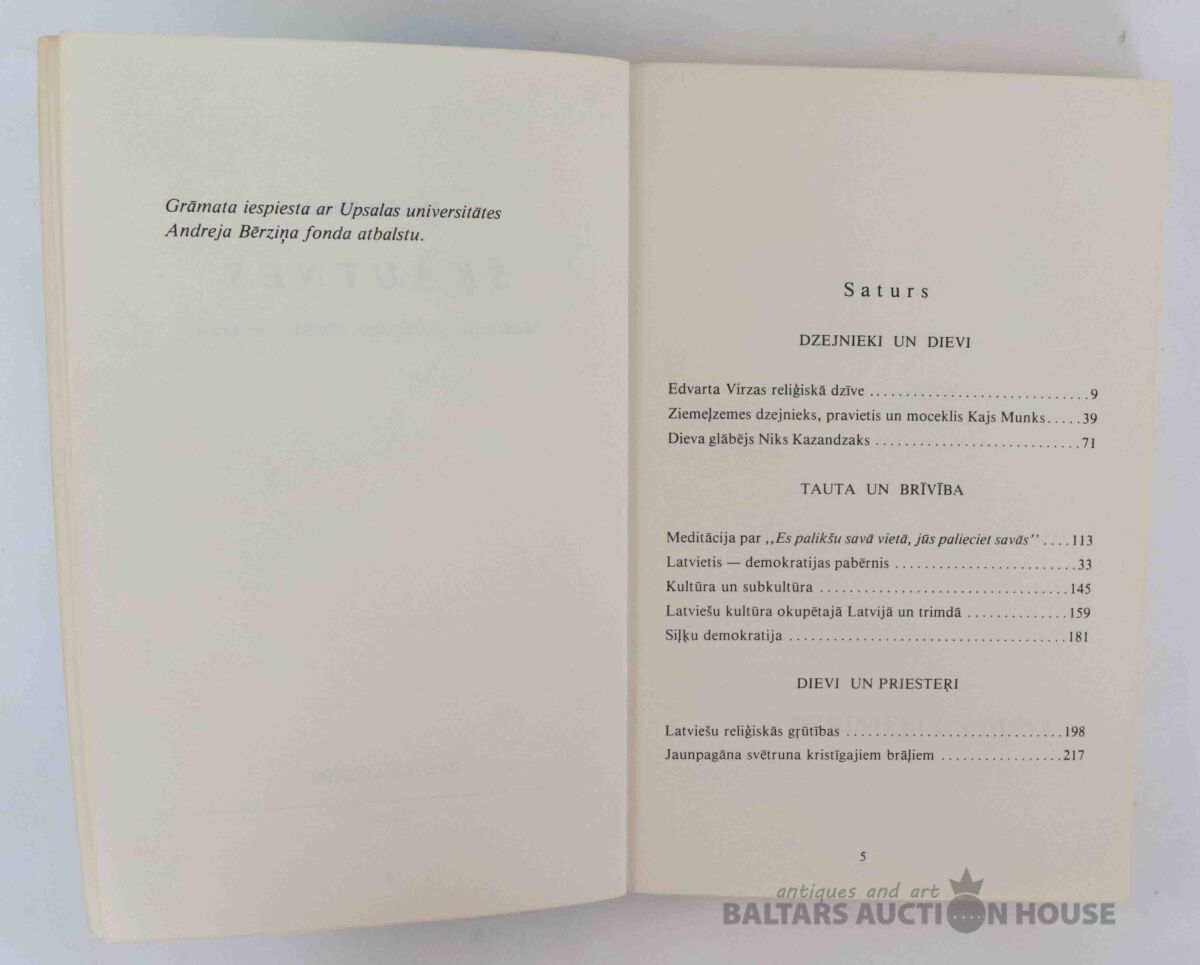 Grāmata iespiesta ar Upsalas universitātes
Andreja Bērziņa fonda atbalstu.
Saturs
DZEJNIEKI UN DIEVI
Edvarta Virzas reliģiskā dzīve ..............................9
Ziemeļzemes dzejnieks, pravietis un moceklis Kajs Munks.....39
Dieva glābējs Niks Kazandzaks .............................71
TAUTA UN BRĪVĪBA
Meditācija par ,,Es palikšu savā vietā, jūs palieciet savās’’ ....113
Latvietis — demokratijas pabērnis .........................33
Kultūra un subkultūra ..................................145
Latviešu kultūra okupētajā Latvijā un trimdā ..............159
Siļķu demokratija ......................................181
DIEVI UN PRIESTEŖI
Latviešu reliģiskās grūtības ..............................198
Jaunpagāna svētruna kristīgajiem brāļiem .................217
5
antiques and art
BALTARS AUCTION HOUSE